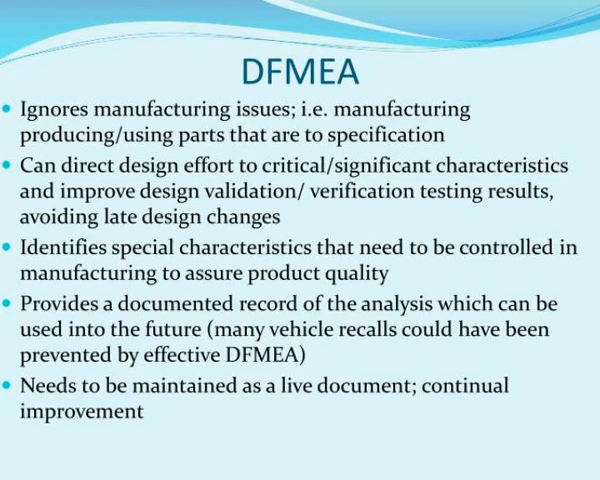 DFMEA
Ignores manufacturing issues; i.e. manufacturing
producing/using parts that are to specification
Can direct design effort to critical/significant characteristics
and improve design validation/ verification testing results,
avoiding late design changes
Identifies special characteristics that need to be controlled in
manufacturing to assure product quality
Provides a documented record of the analysis which can be
used into the future (many vehicle recalls could have been
prevented by effective DFMEA)
Needs to be maintained as a live document; continual
improvement